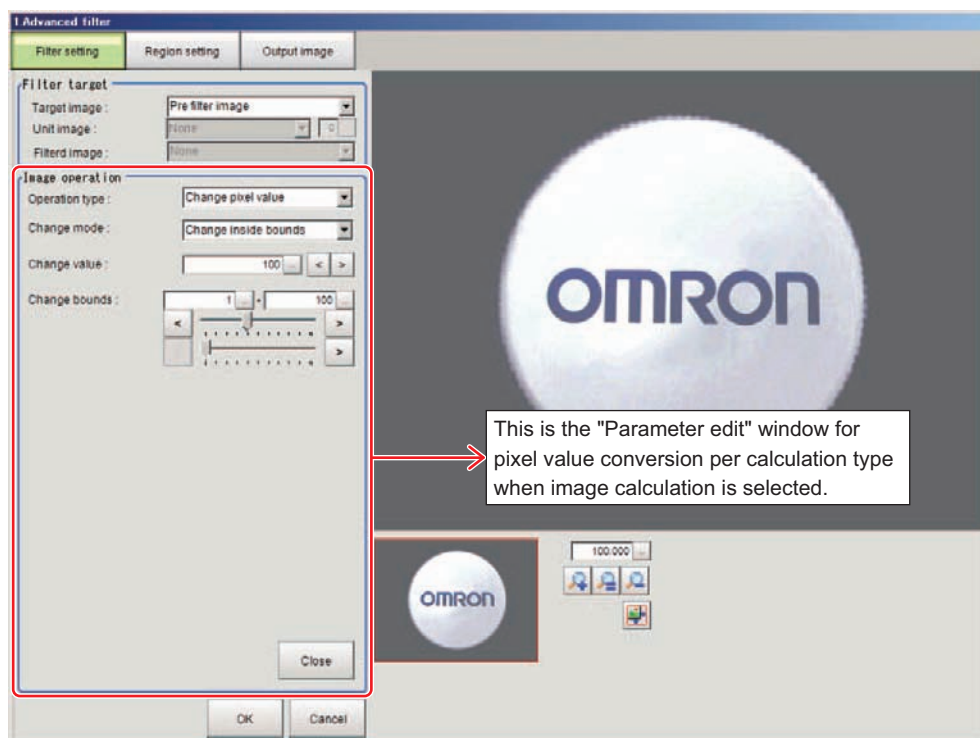 1.Advanced filter
Filter setting Region setting Output image
Filter target
Target image : Pre filter image
Unit image : None 0
Filterd image : None
Image operation
Operation type : Change pixel value
Change mode : Change inside bounds
Change value : 100 ... < >
Change bounds : 1 ... - 100 ...
< >
>
OMRON
This is the "Parameter edit" window for
pixel value conversion per calculation type
when image calculation is selected.
100.000 ...
OMRON
Close
OK Cancel